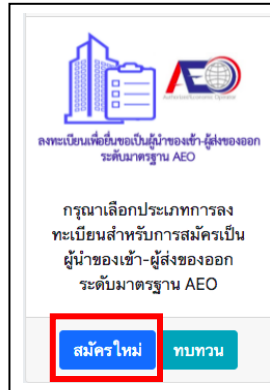 AEO
Authorized Economic Operator
ลงทะเบียนเพื่อยื่นขอเป็นผู้นำของเข้า-ผู้ส่งของออก
ระดับมาตรฐาน AEO
กรุณาเลือกประเภทการลง
ทะเบียนสำหรับการสมัครเป็น
ผู้นำของเข้า-ผู้ส่งของออก
ระดับมาตรฐาน AEO
สมัครใหม่ ทบทวน